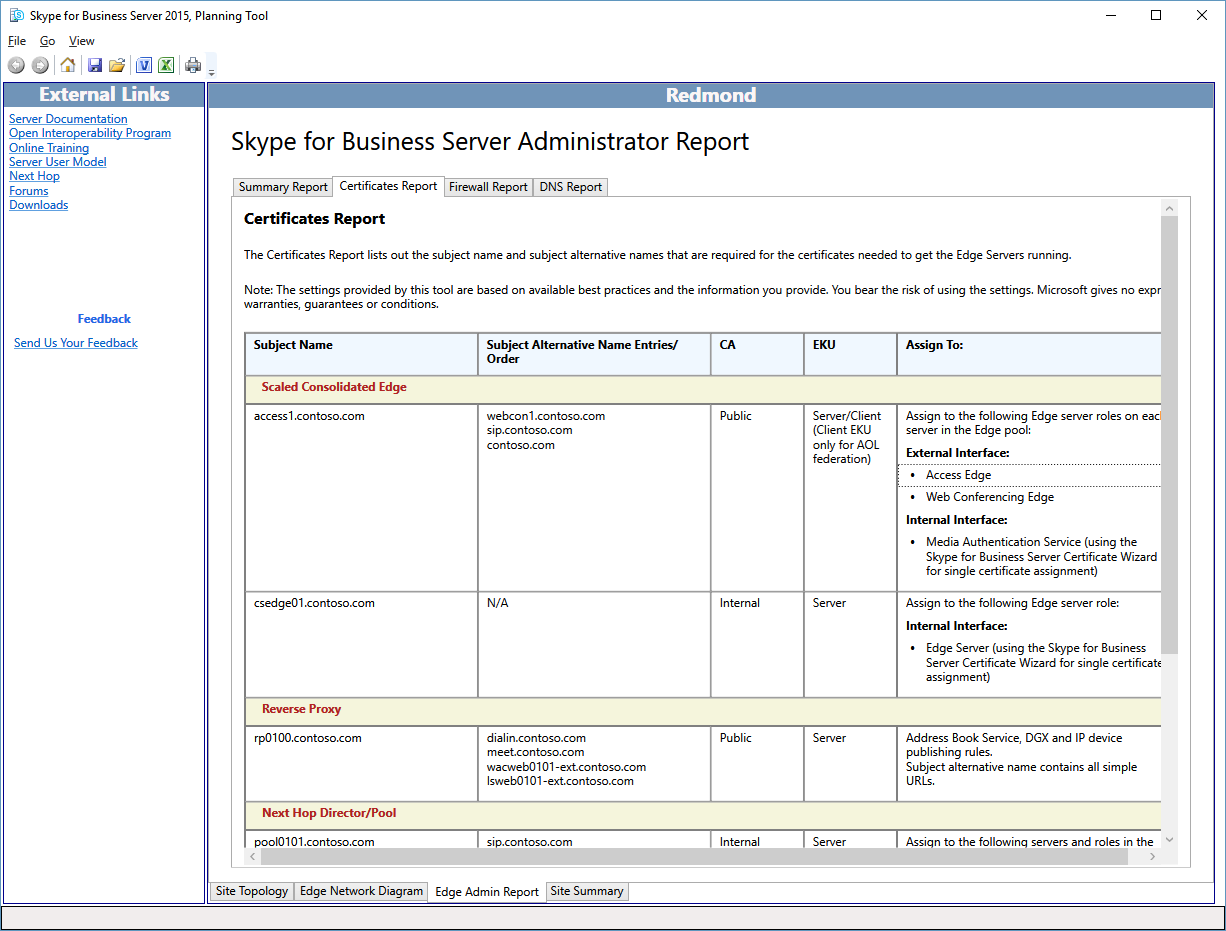 Skype for Business Server 2015, Planning Tool
File Go View
External Links
Server Documentation
Open Interoperability Program
Online Training
Server User Model
Next Hop
Forums
Downloads
Feedback
Send Us Your Feedback
Redmond
Skype for Business Server Administrator Report
Summary Report Certificates Report Firewall Report DNS Report
Certificates Report
The Certificates Report lists out the subject name and subject alternative names that are required for the certificates needed to get the Edge Servers running.
Note: The settings provided by this tool are based on available best practices and the information you provide. You bear the risk of using the settings. Microsoft gives no expr
warranties, guarantees or conditions.
Subject Name
Subject Alternative Name Entries/
Order
CA
EKU
Assign To:
Scaled Consolidated Edge
access1.contoso.com
webcon1.contoso.com
sip.contoso.com
contoso.com
Public
Server/Client
(Client EKU
only for AOL
federation)
Assign to the following Edge server roles on eac
server in the Edge pool:
External Interface:
• Access Edge
• Web Conferencing Edge
Internal Interface:
• Media Authentication Service (using the
Skype for Business Server Certificate Wizard
for single certificate assignment)
csedge01.contoso.com
N/A
Internal
Server
Assign to the following Edge server role:
Internal Interface:
• Edge Server (using the Skype for Business
Server Certificate Wizard for single certificate
assignment)
Reverse Proxy
rp0100.contoso.com
dialin.contoso.com
meet.contoso.com
wacweb0101-ext.contoso.com
lsweb0101-ext.contoso.com
Public
Server
Address Book Service, DGX and IP device
publishing rules.
Subject alternative name contains all simple
URLs.
Next Hop Director/Pool
pool0101.contoso.com
sip.contoso.com
Internal
Server
Assign to the following servers and roles in the
Site Topology Edge Network Diagram Edge Admin Report Site Summary